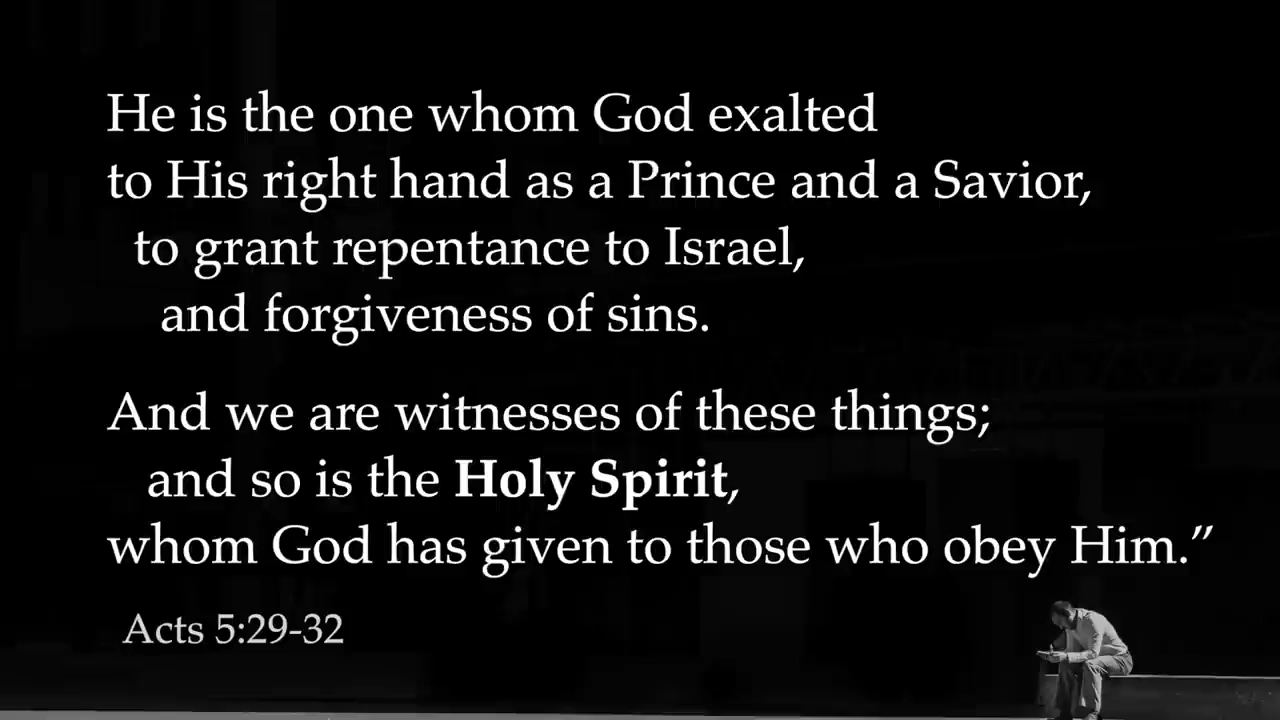 He is the one whom God exalted
to His right hand as a Prince and a Savior,
to grant repentance to Israel,
and forgiveness of sins.
And we are witnesses of these things;
and so is the Holy Spirit,
whom God has given to those who obey Him.”
Acts 5:29-32